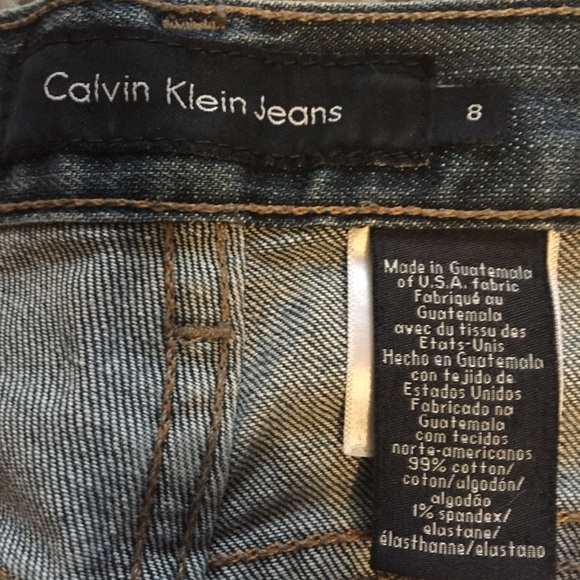 Calvin Klein Jeans
8
Made in Guatemala
of U.S.A. fabric
Fabriqué au
Guatemala
avec du tissu des
Etats-Unis
Hecho en Guatemala
con tejido de
Estados Unidos
Fabricado na
Guatemala
com tecidos
norte-americanos
99% cotton/
coton/algodón/
algodão
1% spandex/
elastane/
élasthanne/elastano